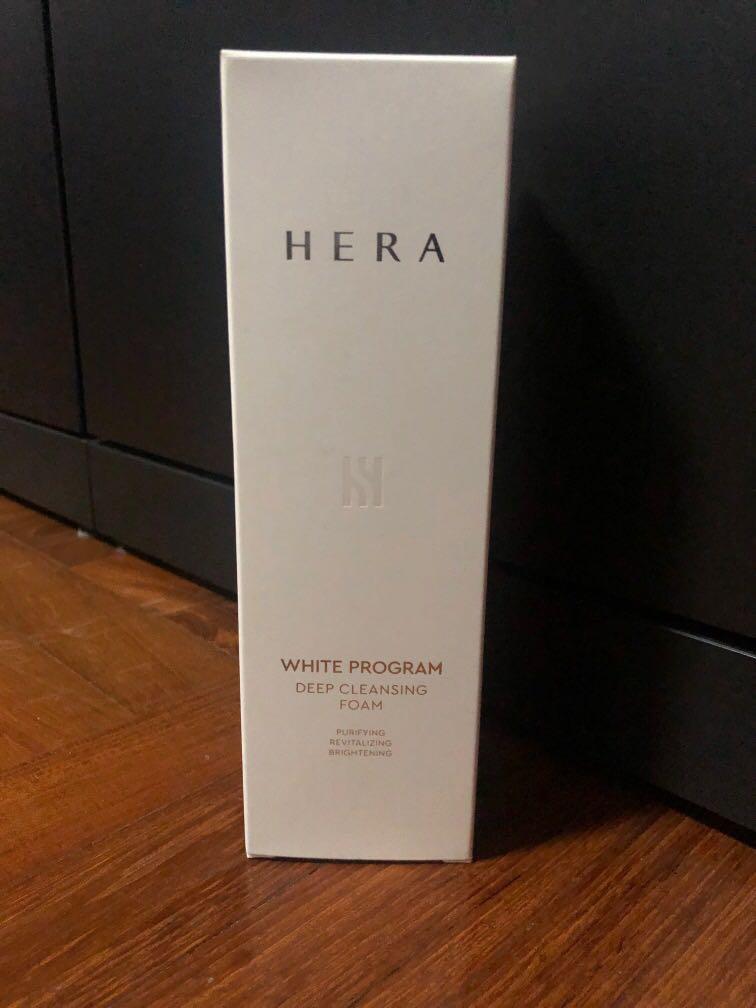 HERA
WHITE PROGRAM
DEEP CLEANSING
FOAM
PURIFYING
REVITALIZING
BRIGHTENING